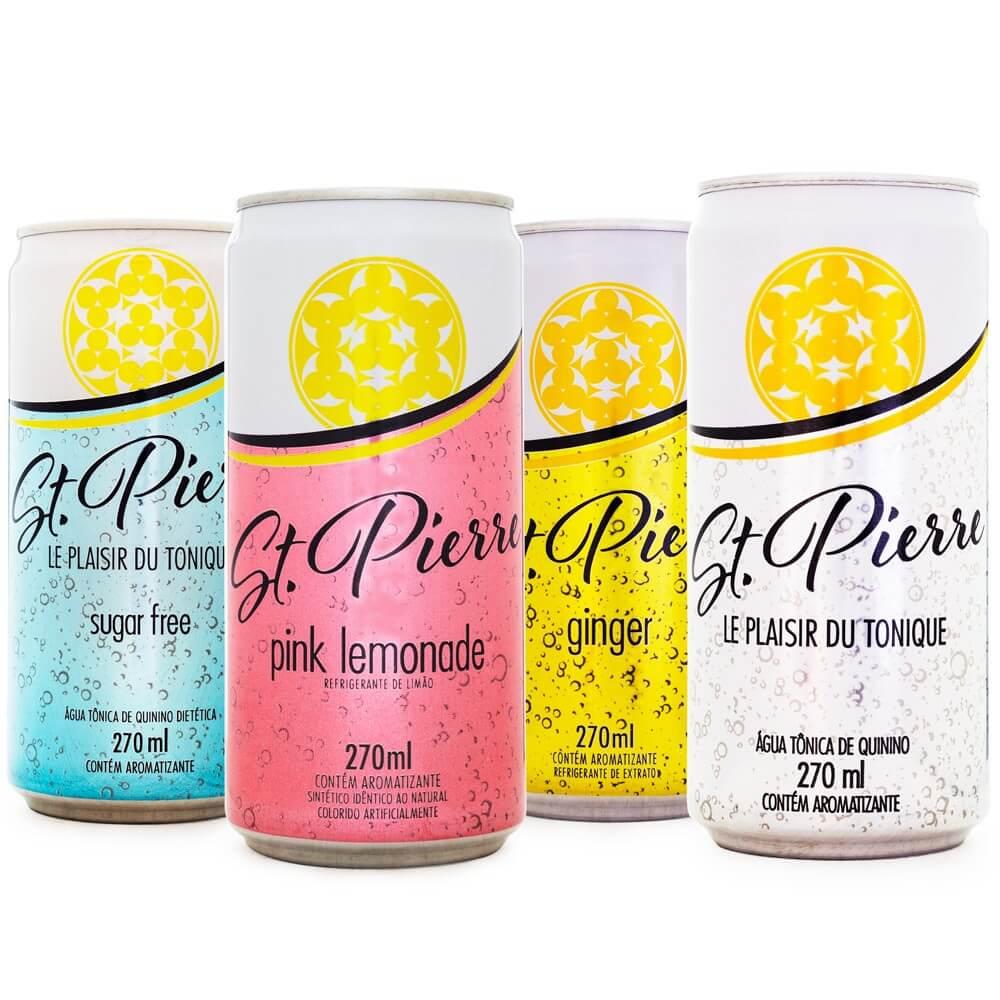 St. Pie
LE PLAISIR DU TONIQU
sugar free
ÁGUA TÔNICA DE QUININO DIETÉTICA
270 ml
CONTÉM AROMATIZANTE
St. Pierre
pink lemonade
REFRIGERANTE DE LIMÃO
270ml
CONTÉM AROMATIZANTE
SINTÉTICO IDÊNTICO AO NATURAL
COLORIDO ARTIFICIALMENTE
t Pie
ginger
270ml
CONTÉM AROMATIZANTE
REFRIGERANTE DE EXTRATO
St. Pierre
LE PLAISIR DU TONIQUE
ÁGUA TÔNICA DE QUININO
270 ml
CONTÉM AROMATIZANTE